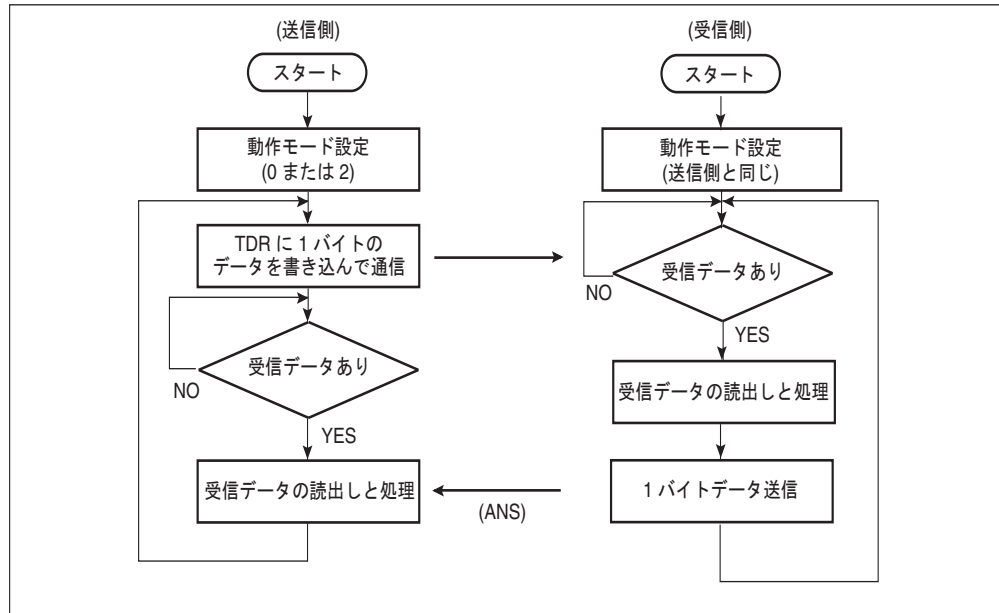 (送信側)
スタート
動作モード設定
(0 または 2)
TDR に 1 バイトの
データを書き込んで通信
受信データあり
NO
YES
受信データの読出しと処理
(受信側)
スタート
動作モード設定
(送信側と同じ)
受信データあり
NO
YES
受信データの読出しと処理
1 バイトデータ送信
(ANS)